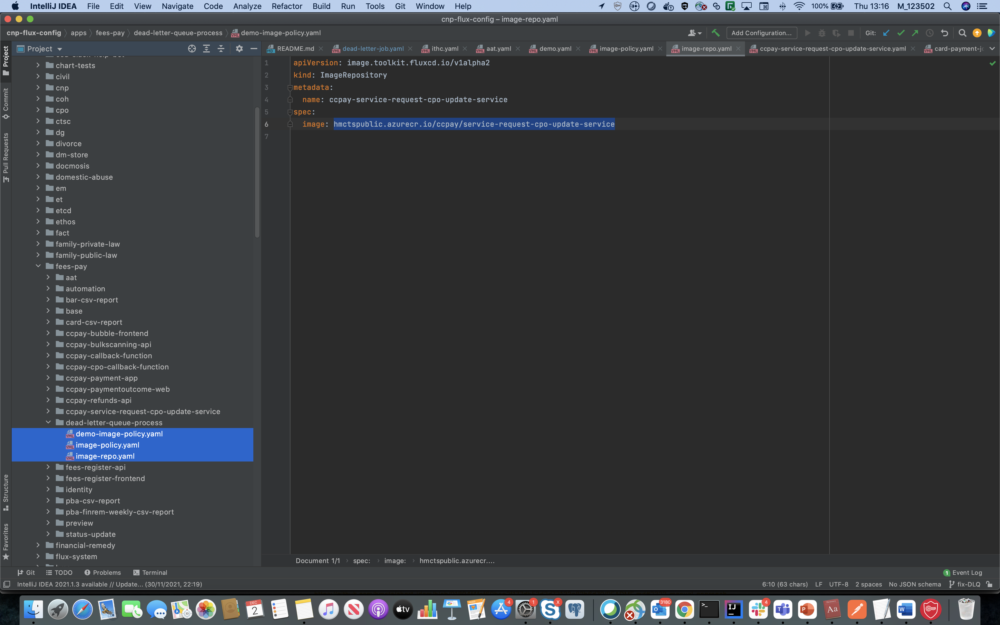 IntelliJ IDEA File Edit View Navigate Code Analyze Refactor Build Run Tools Git Window Help 100% Thu 13:16 M_123502
cnp-flux-config – image-repo.yaml
cnp-flux-config apps fees-pay dead-letter-queue-process demo-image-policy.yaml Add Configuration... Git:
Project
README.md dead-letter-job.yaml ithc.yaml aat.yaml demo.yaml image-policy.yaml image-repo.yaml ccpay-service-request-cpo-update-service.yaml
Project
Commit
Pull Requests
Structure
Favorites
chart-tests
civil
cnp
coh
cpo
ctsc
dg
divorce
dm-store
docmosis
domestic-abuse
em
et
etcd
ethos
fact
family-private-law
family-public-law
fees-pay
aat
automation
bar-csv-report
base
card-csv-report
ccpay-bubble-frontend
ccpay-bulkscanning-api
ccpay-callback-function
ccpay-cpo-callback-function
ccpay-payment-app
ccpay-paymentoutcome-web
ccpay-refunds-api
ccpay-service-request-cpo-update-service
dead-letter-queue-process
demo-image-policy.yaml
image-policy.yaml
image-repo.yaml
fees-register-api
fees-register-frontend
identity
pba-csv-report
pba-finrem-weekly-csv-report
preview
status-update
financial-remedy
flux-system
1 apiVersion: image.toolkit.fluxcd.io/v1alpha2
2 kind: ImageRepository
3 metadata:
4 name: ccpay-service-request-cpo-update-service
5 spec:
6 image: hmctspublic.azurecr.io/ccpay/service-request-cpo-update-service
7
Document 1/1 spec: image: hmctspublic.azurecr....
Git TODO Problems Terminal 1 Event Log
IntelliJ IDEA 2021.1.3 available // Update... (30/11/2021, 22:19) 6:10 (63 chars) LF UTF-8 2 spaces No JSON schema fix-DLQ
DEC 2 tv 4 1 X 3180 IJ 4 Aa